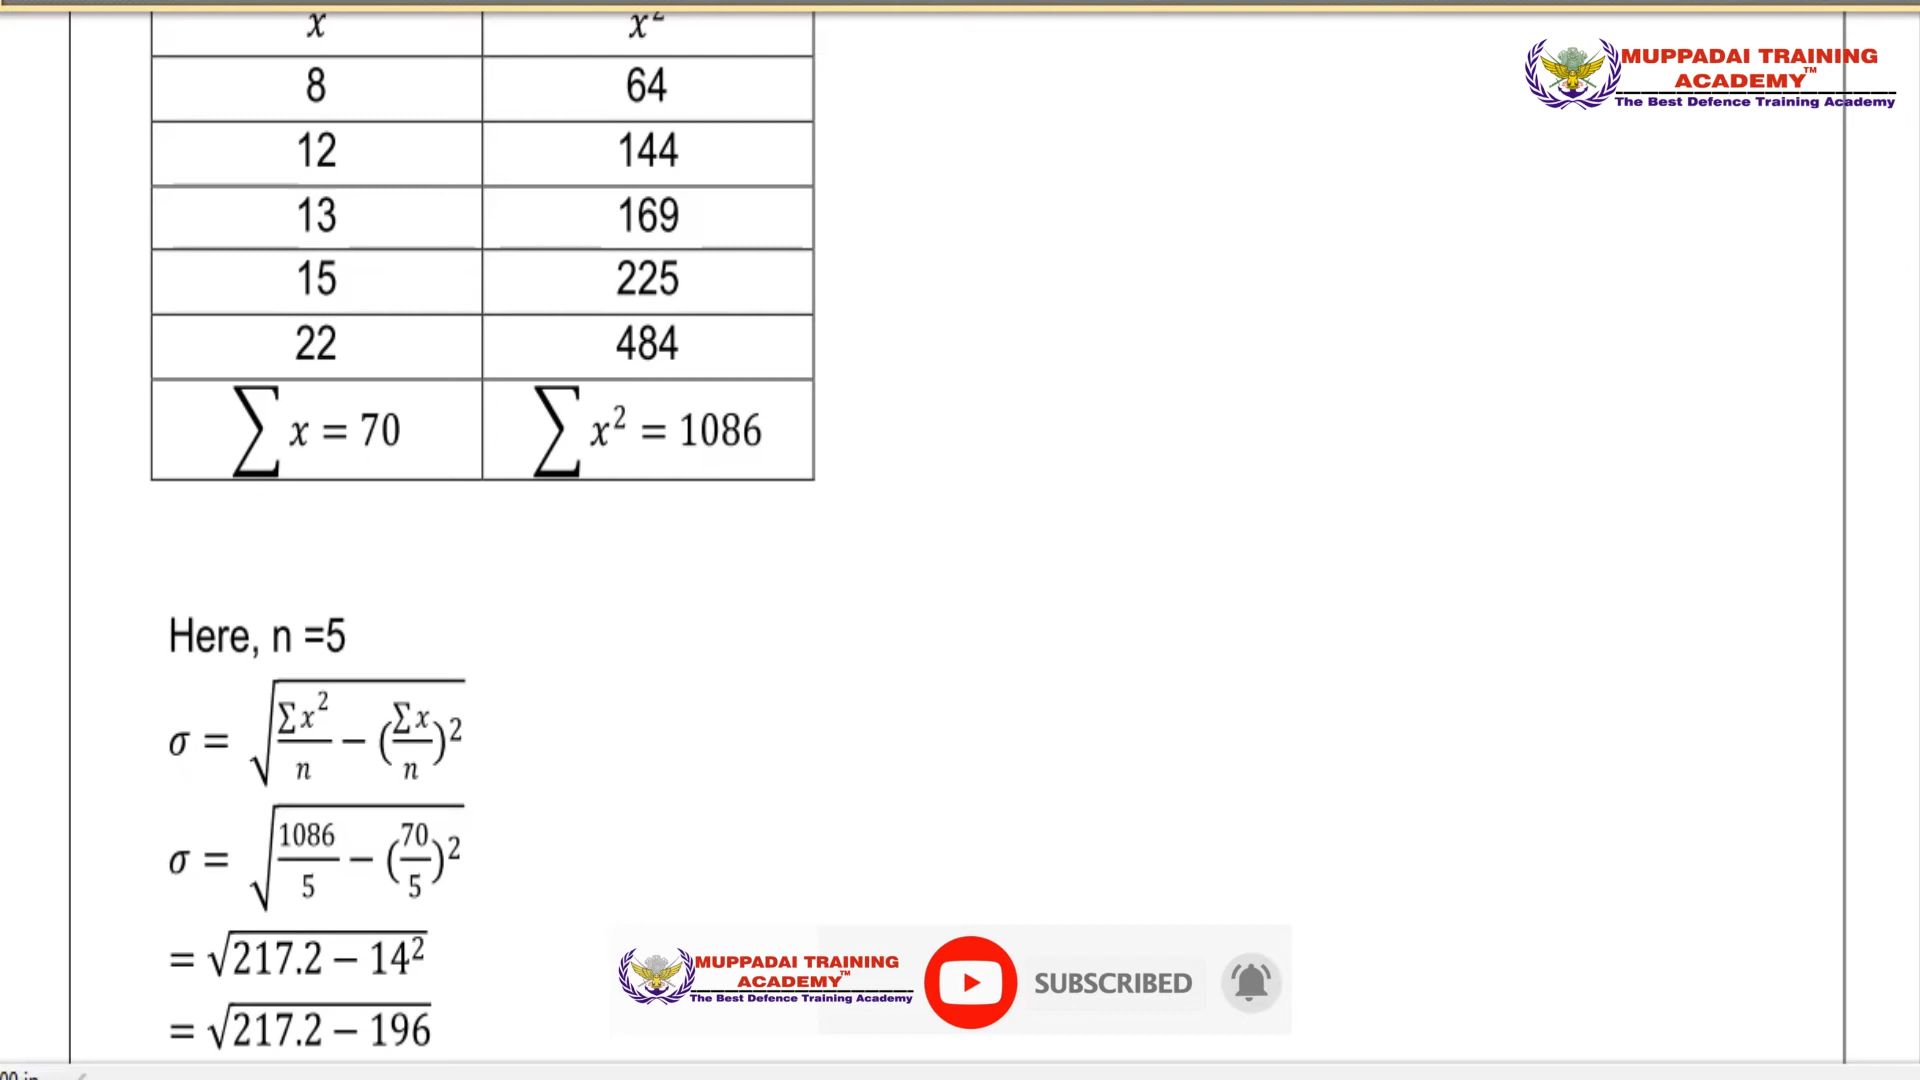 x x²
MUPPADAI TRAINING
ACADEMY™
The Best Defence Training Academy
8 64
12 144
13 169
15 225
22 484
∑ x = 70 ∑ x² = 1086
Here, n =5
σ = √(∑x²/n − (∑x/n)²)
σ = √(1086/5 − (70/5)²)
= √(217.2 − 14²)
= √(217.2 − 196)
MUPPADAI TRAINING
ACADEMY™
The Best Defence Training Academy
SUBSCRIBED